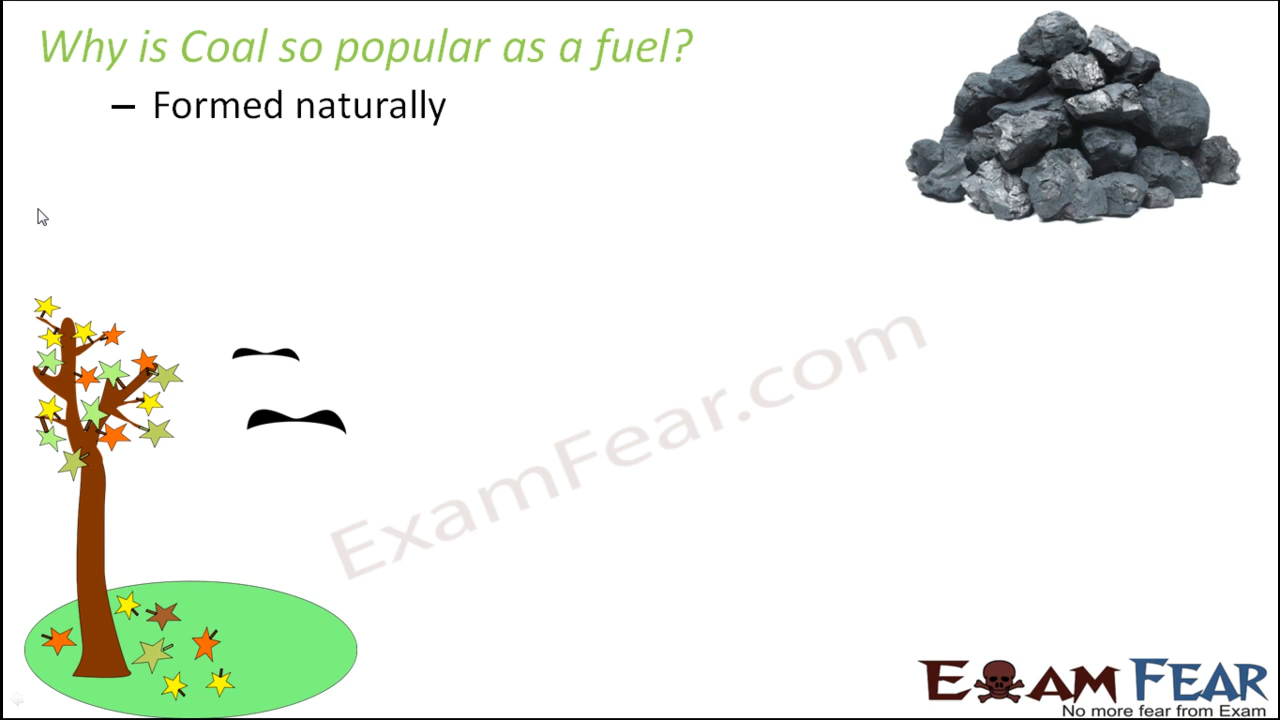 Why is Coal so popular as a fuel?
– Formed naturally
ExamFear.com
EXAM FEAR
No more fear from Exam